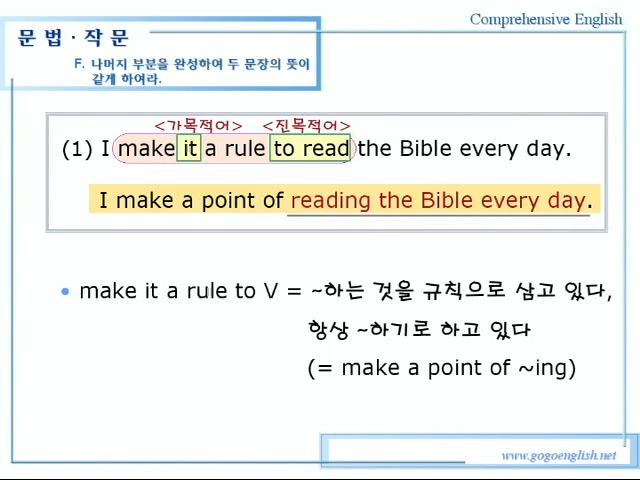 Comprehensive English
문 법 · 작 문
F. 나머지 부분을 완성하여 두 문장의 뜻이
같게 하여라.
<가목적어> <진목적어>
(1) I make it a rule to read the Bible every day.
I make a point of reading the Bible every day.
• make it a rule to V = ~하는 것을 규칙으로 삼고 있다,
항상 ~하기로 하고 있다
(= make a point of ~ing)
www.gogoenglish.net